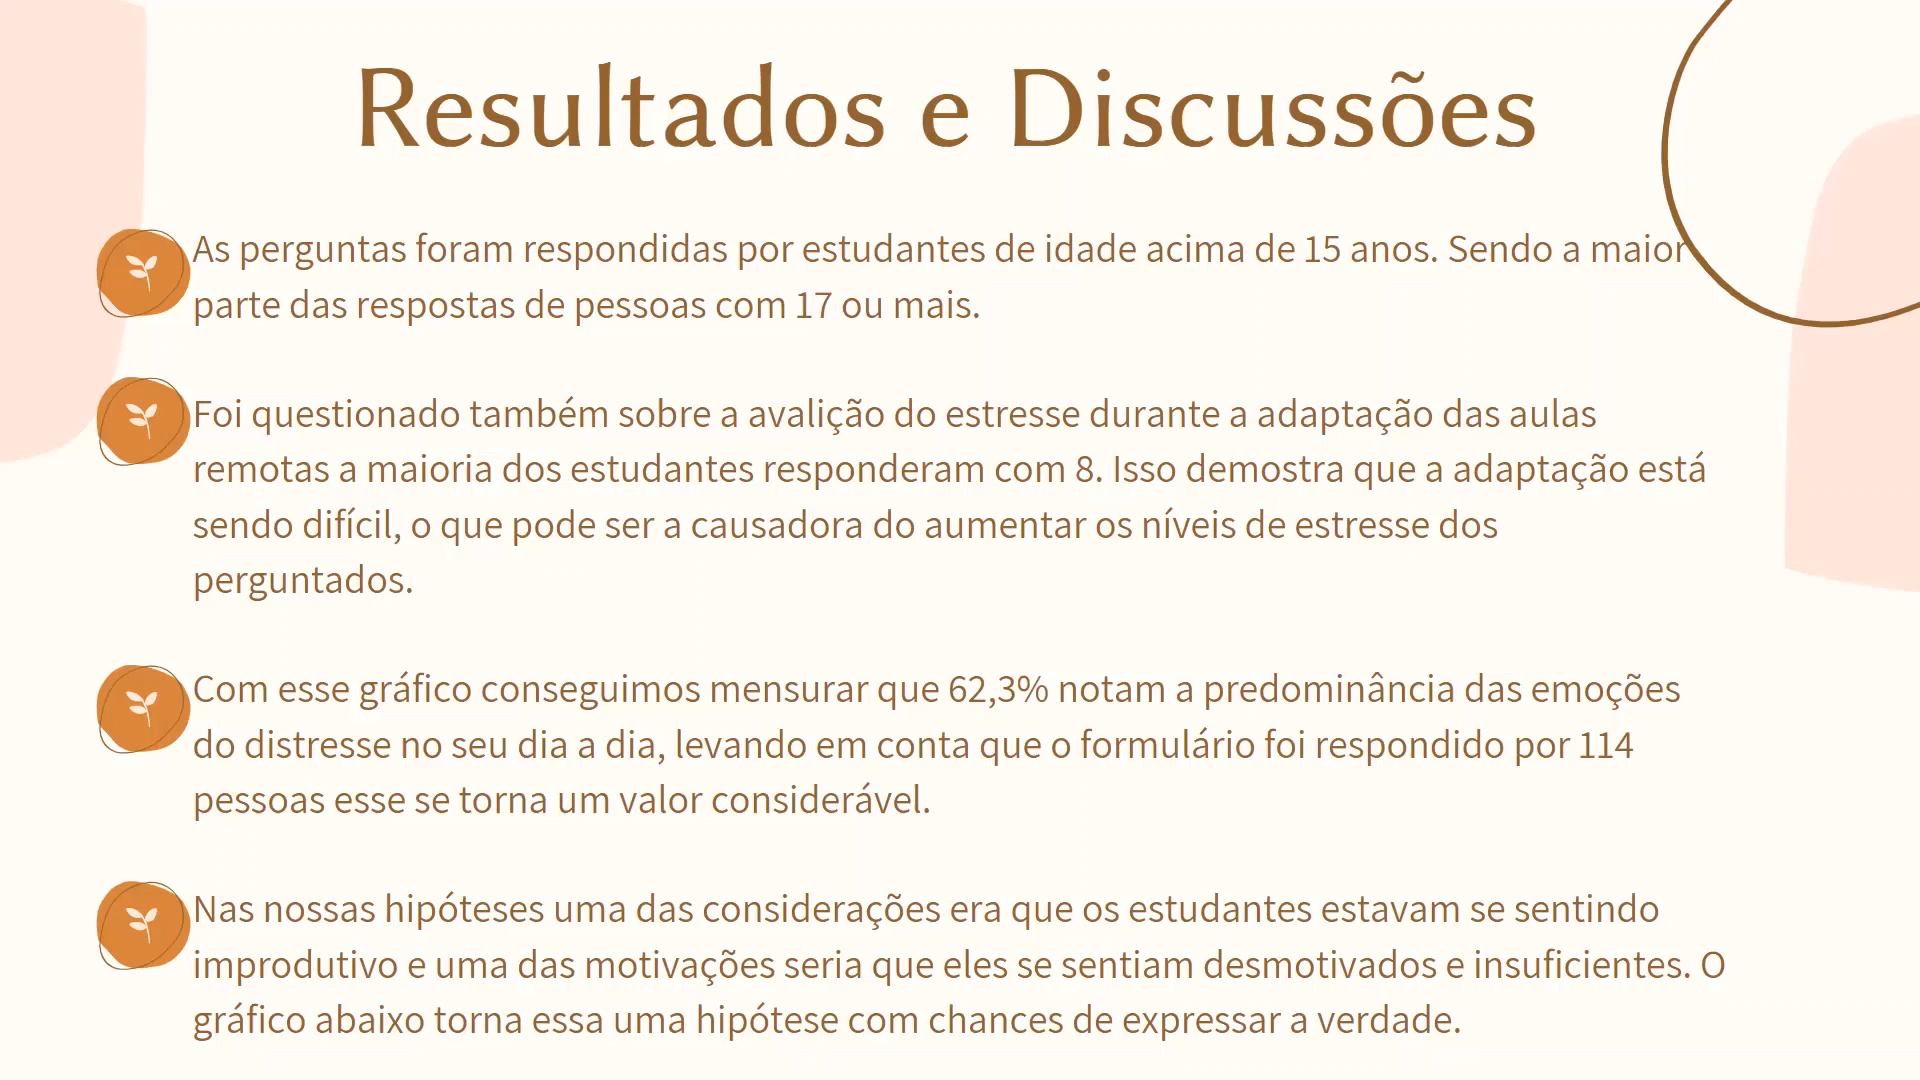 Resultados e Discussões
As perguntas foram respondidas por estudantes de idade acima de 15 anos. Sendo a maior
parte das respostas de pessoas com 17 ou mais.
Foi questionado também sobre a avalição do estresse durante a adaptação das aulas
remotas a maioria dos estudantes responderam com 8. Isso demostra que a adaptação está
sendo difícil, o que pode ser a causadora do aumentar os níveis de estresse dos
perguntados.
Com esse gráfico conseguimos mensurar que 62,3% notam a predominância das emoções
do distresse no seu dia a dia, levando em conta que o formulário foi respondido por 114
pessoas esse se torna um valor considerável.
Nas nossas hipóteses uma das considerações era que os estudantes estavam se sentindo
improdutivo e uma das motivações seria que eles se sentiam desmotivados e insuficientes. O
gráfico abaixo torna essa uma hipótese com chances de expressar a verdade.